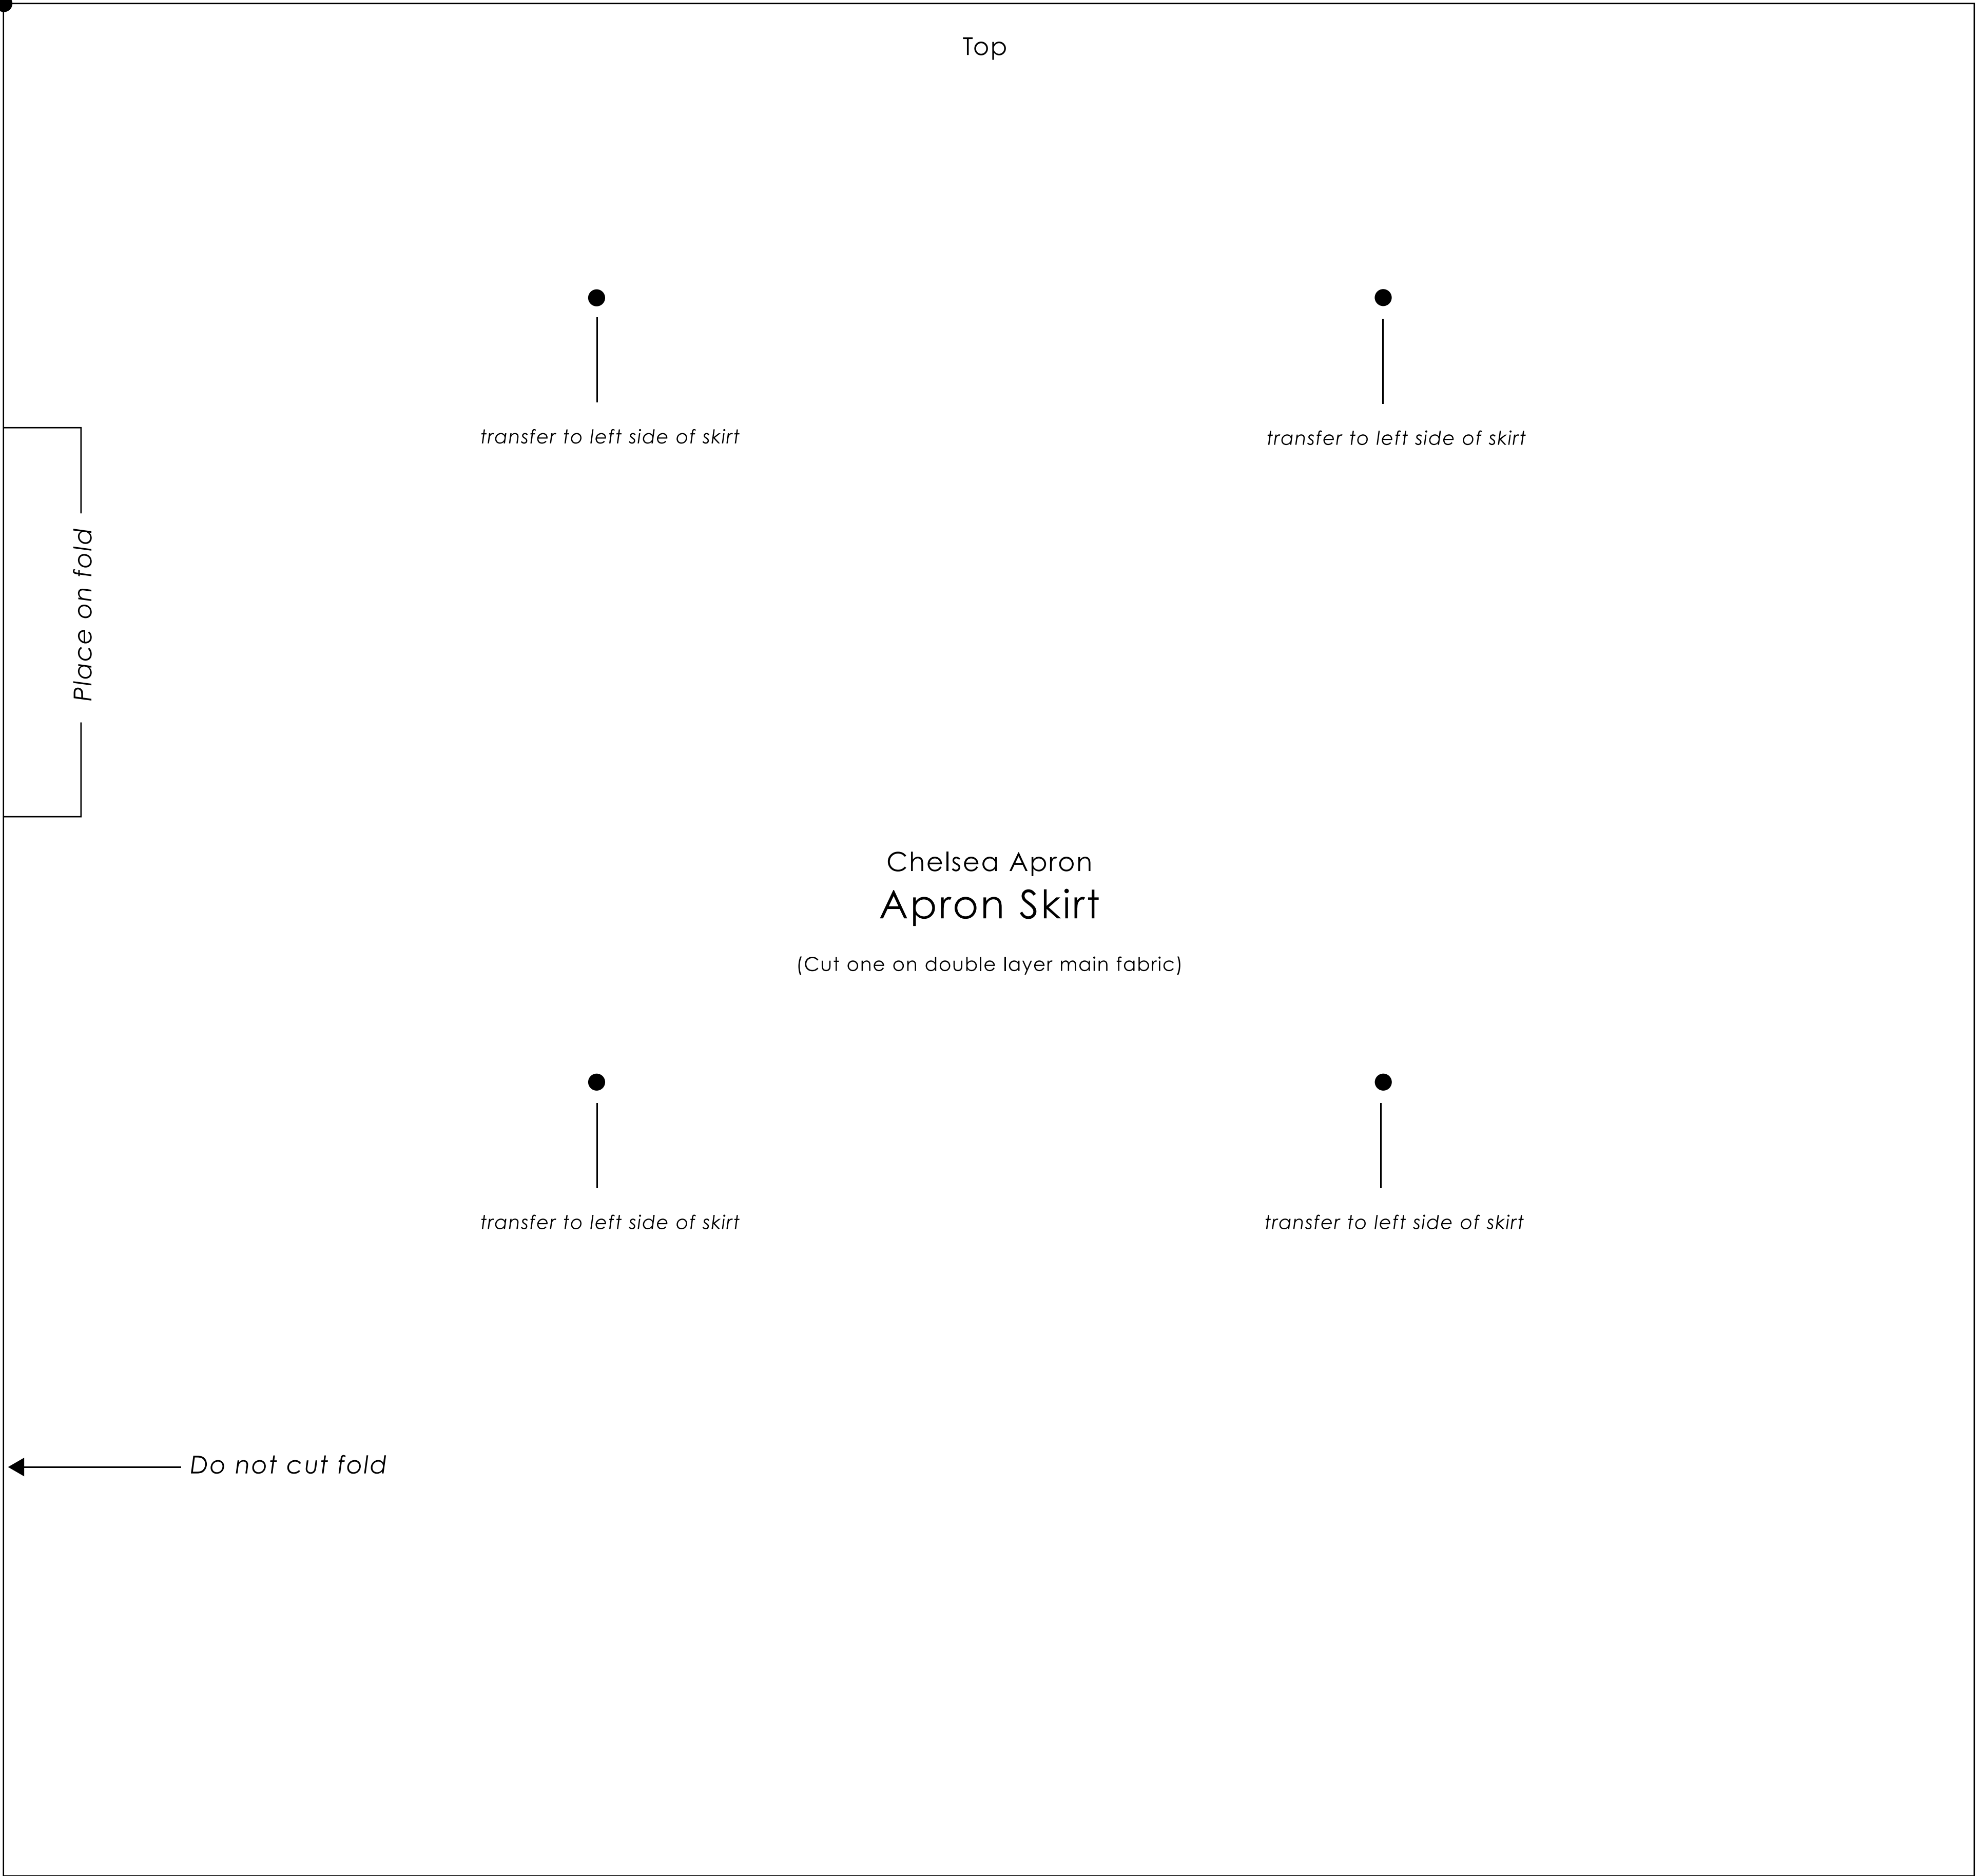 Top
transfer to left side of skirt
transfer to left side of skirt
Place on fold
Chelsea Apron
Apron Skirt
(Cut one on double layer main fabric)
transfer to left side of skirt
transfer to left side of skirt
Do not cut fold